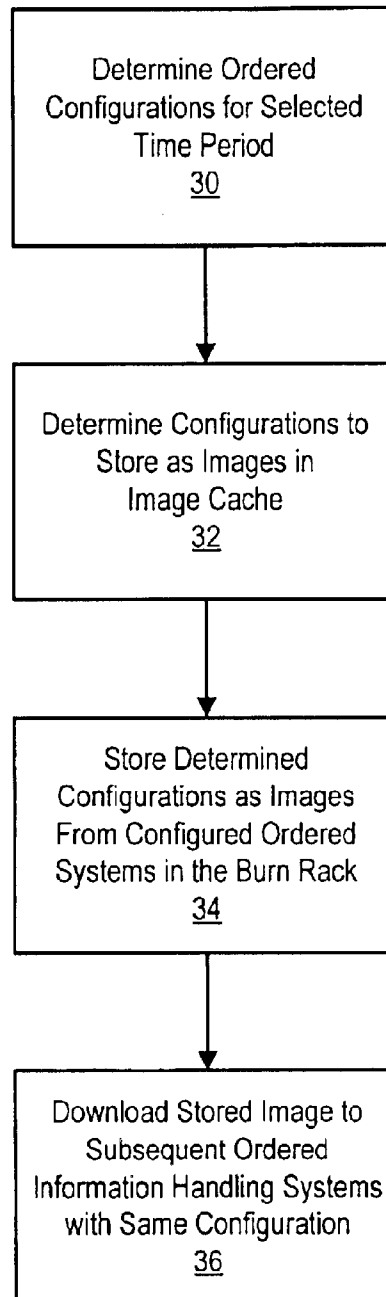 Determine Ordered
Configurations for Selected
Time Period
30
Determine Configurations to
Store as Images in
Image Cache
32
Store Determined
Configurations as Images
From Configured Ordered
Systems in the Burn Rack
34
Download Stored Image to
Subsequent Ordered
Information Handling Systems
with Same Configuration
36